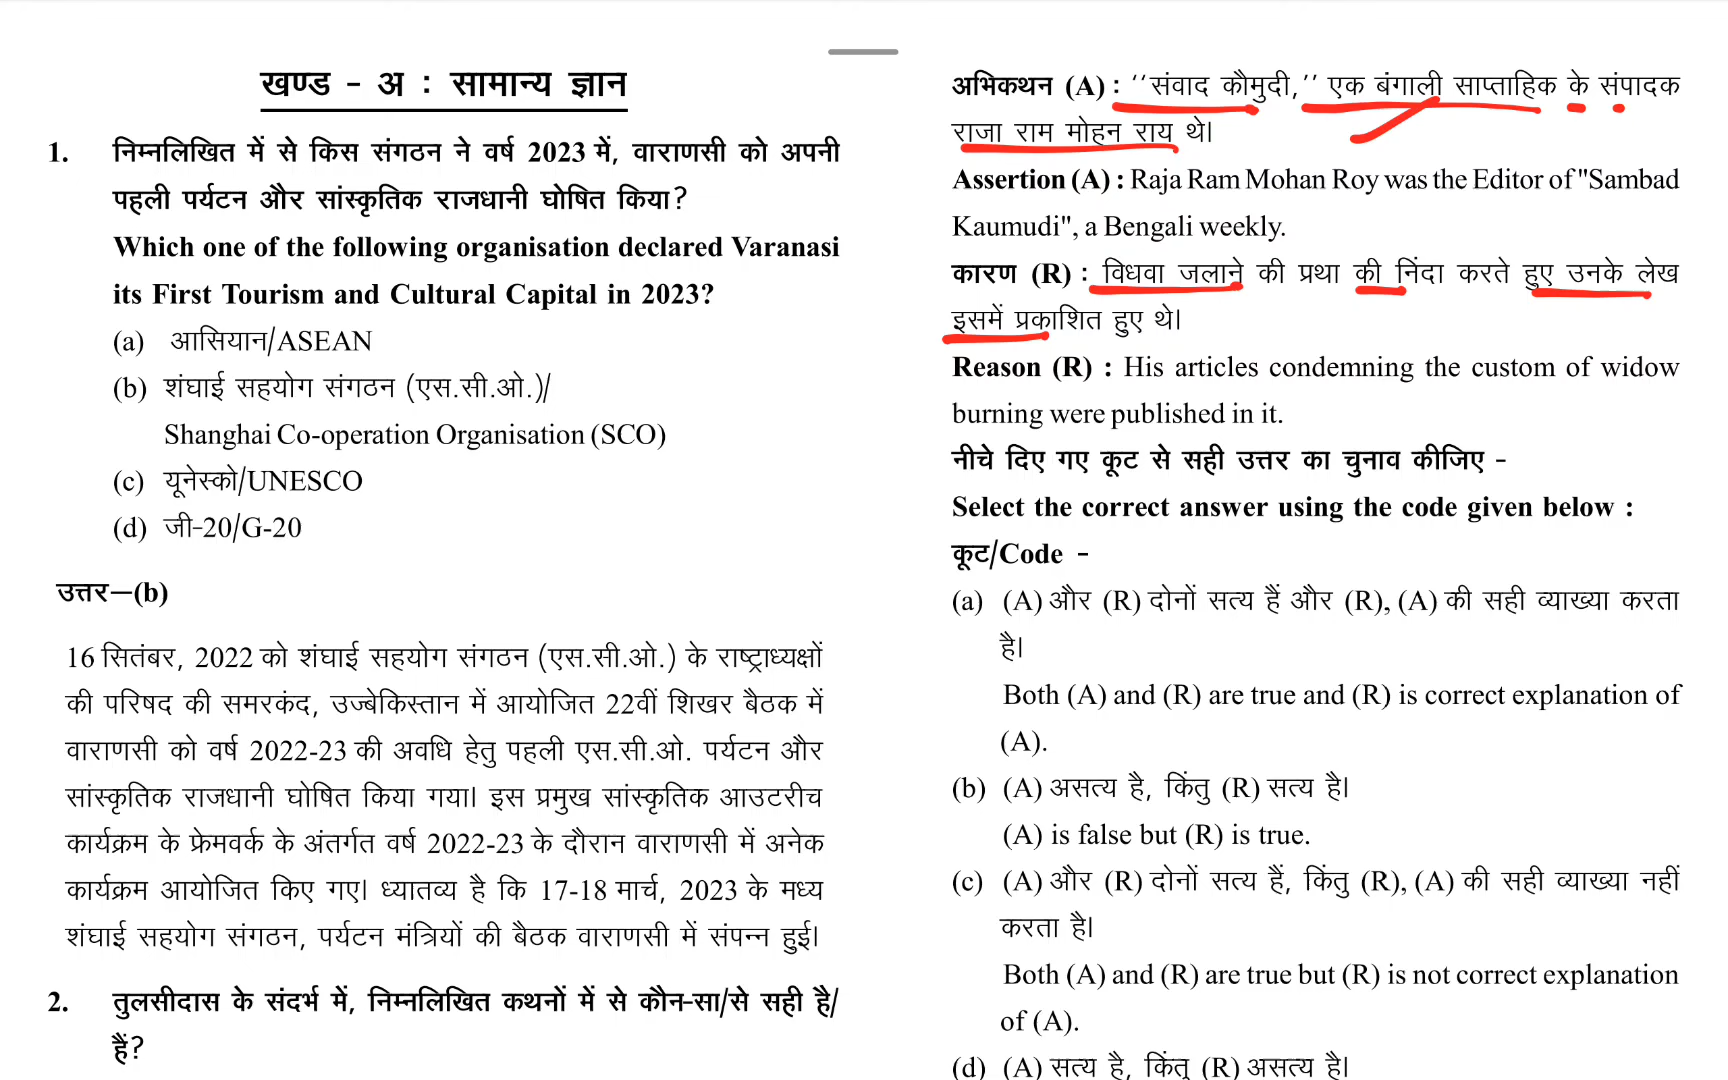 खण्ड - अ : सामान्य ज्ञान
1. निम्नलिखित में से किस संगठन ने वर्ष 2023 में, वाराणसी को अपनी
पहली पर्यटन और सांस्कृतिक राजधानी घोषित किया?
Which one of the following organisation declared Varanasi
its First Tourism and Cultural Capital in 2023?
(a) आसियान/ASEAN
(b) शंघाई सहयोग संगठन (एस.सी.ओ.)/
Shanghai Co-operation Organisation (SCO)
(c) यूनेस्को/UNESCO
(d) जी-20/G-20
उत्तर—(b)
16 सितंबर, 2022 को शंघाई सहयोग संगठन (एस.सी.ओ.) के राष्ट्राध्यक्षों
की परिषद की समरकंद, उज्बेकिस्तान में आयोजित 22वीं शिखर बैठक में
वाराणसी को वर्ष 2022-23 की अवधि हेतु पहली एस.सी.ओ. पर्यटन और
सांस्कृतिक राजधानी घोषित किया गया। इस प्रमुख सांस्कृतिक आउटरीच
कार्यक्रम के फ्रेमवर्क के अंतर्गत वर्ष 2022-23 के दौरान वाराणसी में अनेक
कार्यक्रम आयोजित किए गए। ध्यातव्य है कि 17-18 मार्च, 2023 के मध्य
शंघाई सहयोग संगठन, पर्यटन मंत्रियों की बैठक वाराणसी में संपन्न हुई।
2. तुलसीदास के संदर्भ में, निम्नलिखित कथनों में से कौन-सा/से सही है/
हैं?
अभिकथन (A) : ''संवाद कौमुदी,'' एक बंगाली साप्ताहिक के संपादक
राजा राम मोहन राय थे।
Assertion (A) : Raja Ram Mohan Roy was the Editor of "Sambad
Kaumudi", a Bengali weekly.
कारण (R) : विधवा जलाने की प्रथा की निंदा करते हुए उनके लेख
इसमें प्रकाशित हुए थे।
Reason (R) : His articles condemning the custom of widow
burning were published in it.
नीचे दिए गए कूट से सही उत्तर का चुनाव कीजिए -
Select the correct answer using the code given below :
कूट/Code -
(a) (A) और (R) दोनों सत्य हैं और (R), (A) की सही व्याख्या करता
है।
Both (A) and (R) are true and (R) is correct explanation of
(A).
(b) (A) असत्य है, किंतु (R) सत्य है।
(A) is false but (R) is true.
(c) (A) और (R) दोनों सत्य हैं, किंतु (R), (A) की सही व्याख्या नहीं
करता है।
Both (A) and (R) are true but (R) is not correct explanation
of (A).
(d) (A) सत्य है, किंतु (R) असत्य है।